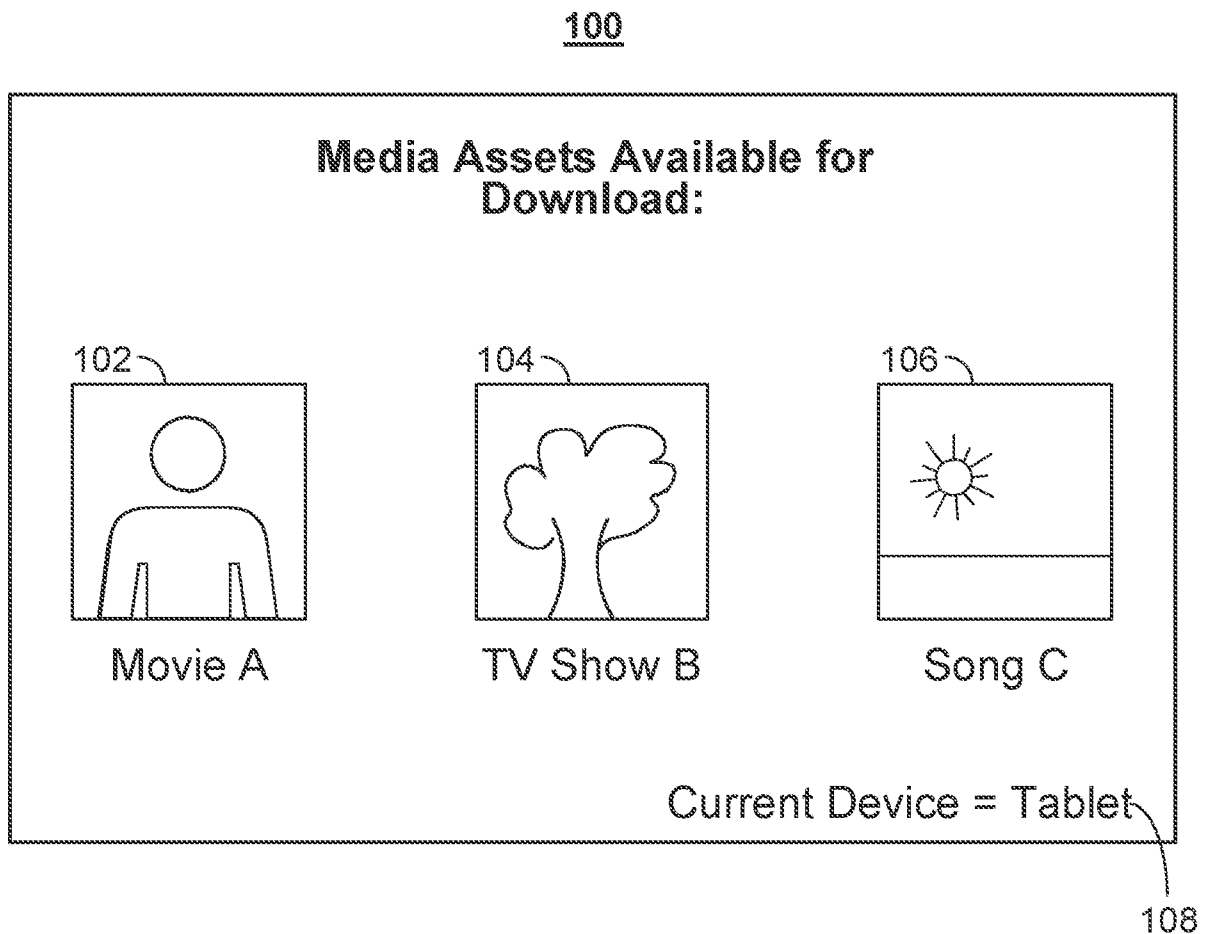 100
Media Assets Available for
Download:
102
104
106
Movie A
TV Show B
Song C
Current Device = Tablet
108